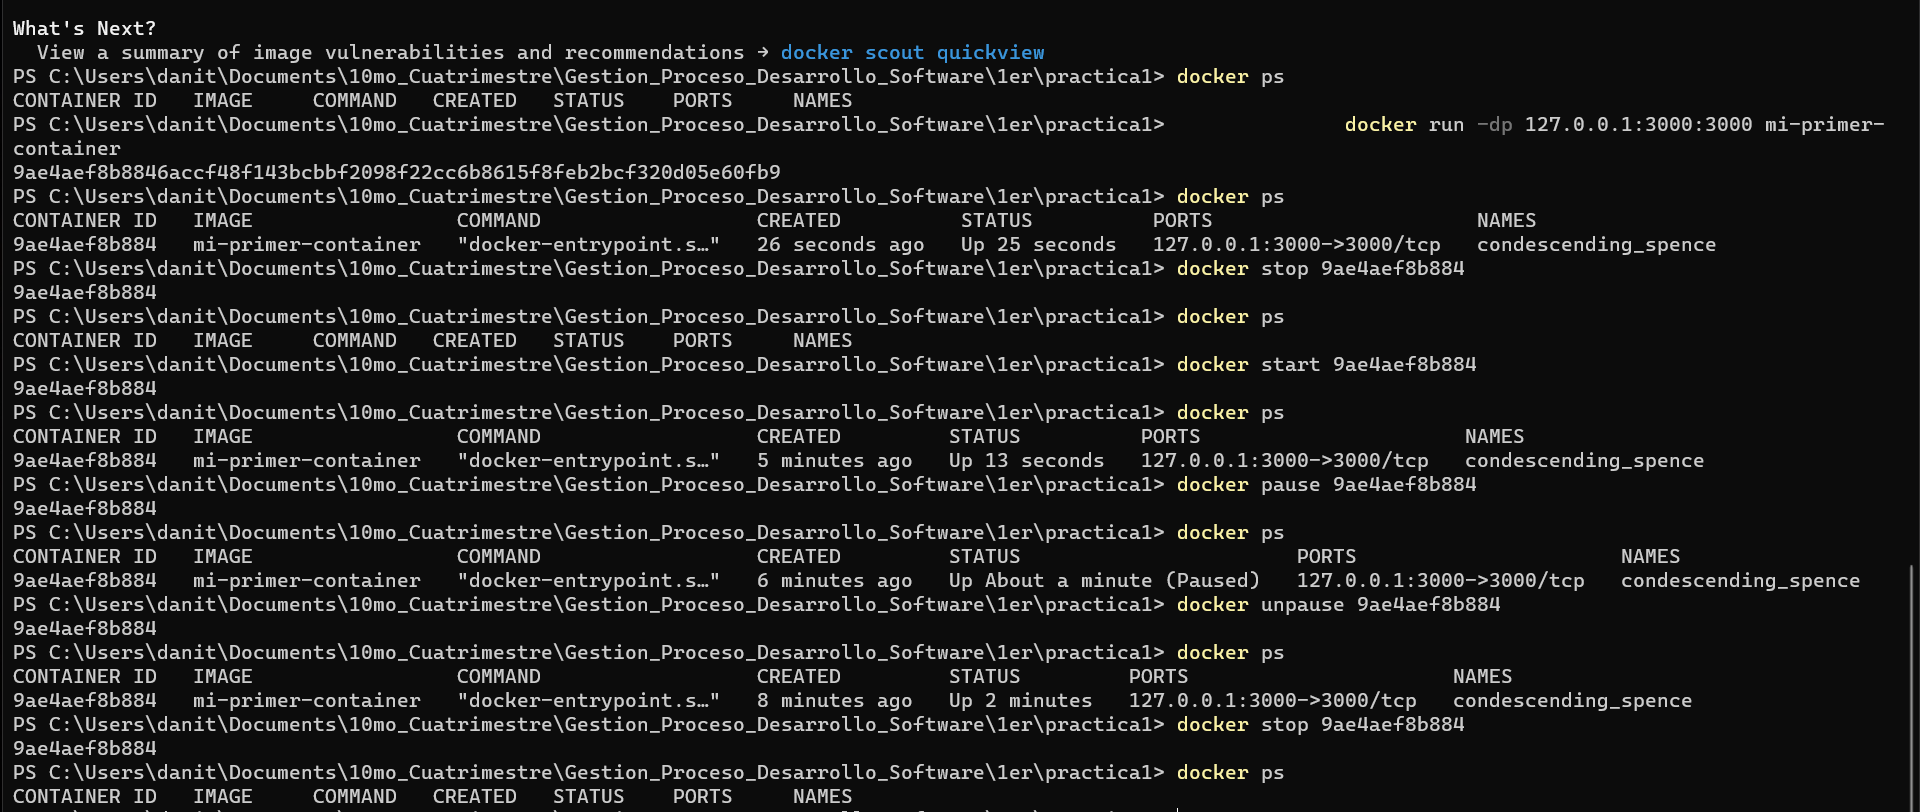 What's Next?
  View a summary of image vulnerabilities and recommendations → docker scout quickview
PS C:\Users\danit\Documents\10mo_Cuatrimestre\Gestion_Proceso_Desarrollo_Software\1er\practica1> docker ps
CONTAINER ID   IMAGE     COMMAND   CREATED   STATUS    PORTS     NAMES
PS C:\Users\danit\Documents\10mo_Cuatrimestre\Gestion_Proceso_Desarrollo_Software\1er\practica1>               docker run -dp 127.0.0.1:3000:3000 mi-primer-
container
9ae4aef8b8846accf48f143bcbbf2098f22cc6b8615f8feb2bcf320d05e60fb9
PS C:\Users\danit\Documents\10mo_Cuatrimestre\Gestion_Proceso_Desarrollo_Software\1er\practica1> docker ps
CONTAINER ID   IMAGE                 COMMAND                  CREATED          STATUS          PORTS                      NAMES
9ae4aef8b884   mi-primer-container   "docker-entrypoint.s…"   26 seconds ago   Up 25 seconds   127.0.0.1:3000->3000/tcp   condescending_spence
PS C:\Users\danit\Documents\10mo_Cuatrimestre\Gestion_Proceso_Desarrollo_Software\1er\practica1> docker stop 9ae4aef8b884
9ae4aef8b884
PS C:\Users\danit\Documents\10mo_Cuatrimestre\Gestion_Proceso_Desarrollo_Software\1er\practica1> docker ps
CONTAINER ID   IMAGE     COMMAND   CREATED   STATUS    PORTS     NAMES
PS C:\Users\danit\Documents\10mo_Cuatrimestre\Gestion_Proceso_Desarrollo_Software\1er\practica1> docker start 9ae4aef8b884
9ae4aef8b884
PS C:\Users\danit\Documents\10mo_Cuatrimestre\Gestion_Proceso_Desarrollo_Software\1er\practica1> docker ps
CONTAINER ID   IMAGE                 COMMAND                  CREATED         STATUS          PORTS                      NAMES
9ae4aef8b884   mi-primer-container   "docker-entrypoint.s…"   5 minutes ago   Up 13 seconds   127.0.0.1:3000->3000/tcp   condescending_spence
PS C:\Users\danit\Documents\10mo_Cuatrimestre\Gestion_Proceso_Desarrollo_Software\1er\practica1> docker pause 9ae4aef8b884
9ae4aef8b884
PS C:\Users\danit\Documents\10mo_Cuatrimestre\Gestion_Proceso_Desarrollo_Software\1er\practica1> docker ps
CONTAINER ID   IMAGE                 COMMAND                  CREATED         STATUS                       PORTS                      NAMES
9ae4aef8b884   mi-primer-container   "docker-entrypoint.s…"   6 minutes ago   Up About a minute (Paused)   127.0.0.1:3000->3000/tcp   condescending_spence
PS C:\Users\danit\Documents\10mo_Cuatrimestre\Gestion_Proceso_Desarrollo_Software\1er\practica1> docker unpause 9ae4aef8b884
9ae4aef8b884
PS C:\Users\danit\Documents\10mo_Cuatrimestre\Gestion_Proceso_Desarrollo_Software\1er\practica1> docker ps
CONTAINER ID   IMAGE                 COMMAND                  CREATED         STATUS         PORTS                      NAMES
9ae4aef8b884   mi-primer-container   "docker-entrypoint.s…"   8 minutes ago   Up 2 minutes   127.0.0.1:3000->3000/tcp   condescending_spence
PS C:\Users\danit\Documents\10mo_Cuatrimestre\Gestion_Proceso_Desarrollo_Software\1er\practica1> docker stop 9ae4aef8b884
9ae4aef8b884
PS C:\Users\danit\Documents\10mo_Cuatrimestre\Gestion_Proceso_Desarrollo_Software\1er\practica1> docker ps
CONTAINER ID   IMAGE     COMMAND   CREATED   STATUS    PORTS     NAMES